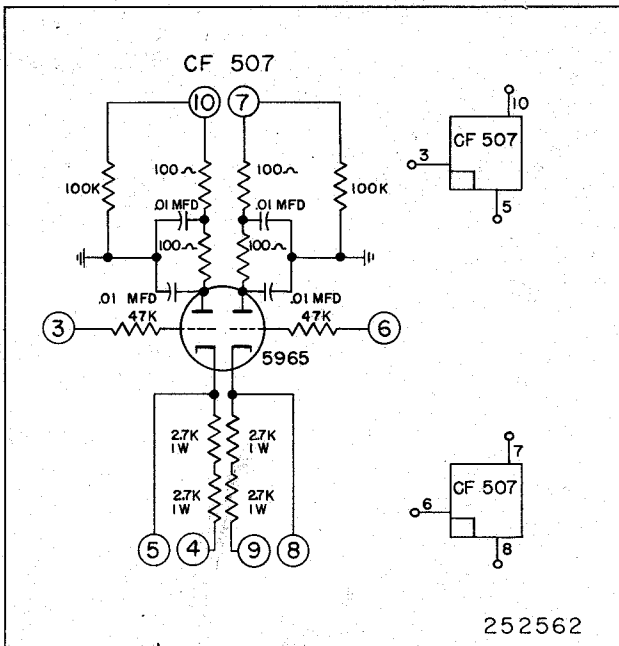 CF 507
10 7
100K
100Ω 100Ω
100K
.01 MFD .01 MFD
100Ω 100Ω
.01 MFD .01 MFD
3 47K 47K 6
5965
2.7K 2.7K
1W 1W
2.7K 2.7K
1W 1W
5 4 9 8
10
CF 507
3
5
7
CF 507
6
8
252562